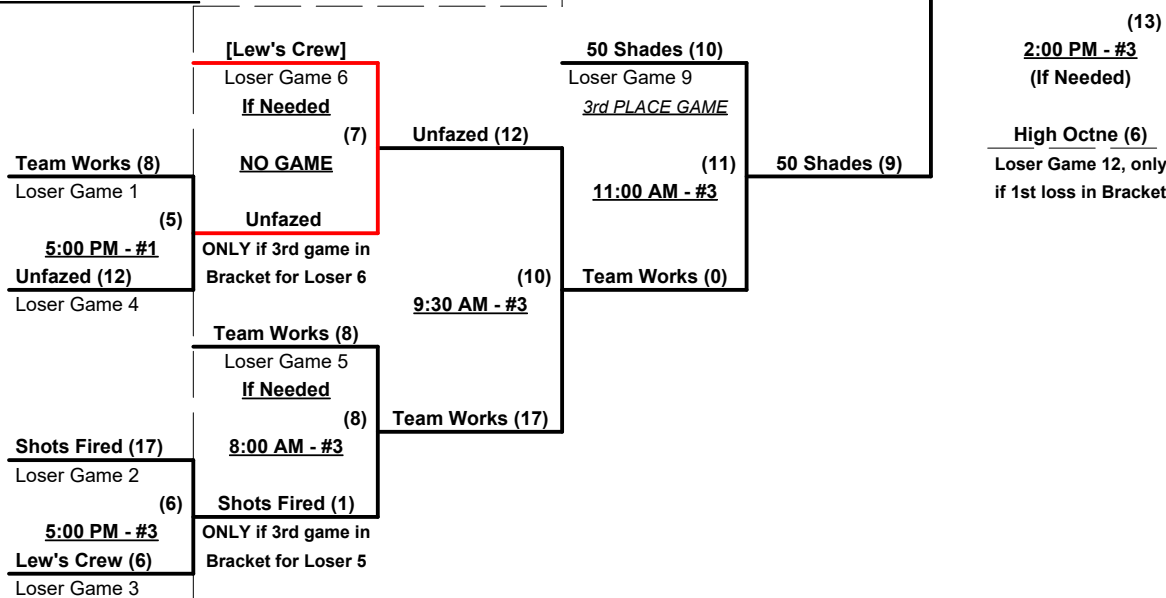 (13)
[Lew's Crew]
50 Shades (10)
2:00 PM - #3
Loser Game 6
Loser Game 9
(If Needed)
If Needed
3rd PLACE GAME
(7)
Unfazed (12)
High Octne (6)
Team Works (8)
NO GAME
(11)
50 Shades (9)
Loser Game 12, only
if 1st loss in Bracket
Loser Game 1
11:00 AM - #3
(5)
Unfazed
5:00 PM - #1
ONLY if 3rd game in
Bracket for Loser 6
Unfazed (12)
(10)
Team Works (0)
Loser Game 4
9:30 AM - #3
Team Works (8)
Loser Game 5
If Needed
(8)
Team Works (17)
Shots Fired (17)
8:00 AM - #3
Loser Game 2
(6)
Shots Fired (1)
5:00 PM - #3
ONLY if 3rd game in
Bracket for Loser 5
Lew's Crew (6)
Loser Game 3